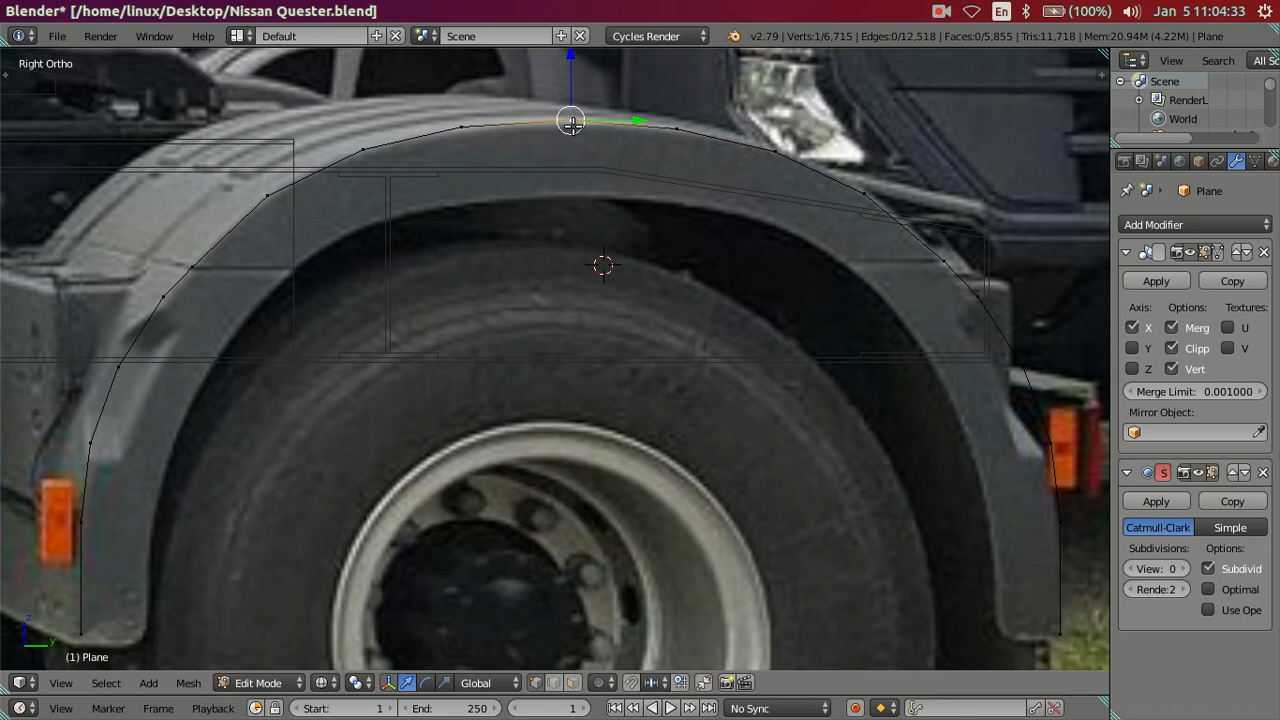 Blender* [/home/linux/Desktop/Nissan Quester.blend]
En (100%) Jan 5 11:04:33
File Render Window Help Default Scene Cycles Render v2.79 | Verts:1/6,715 | Edges:0/12,518 | Faces:0/5,855 | Tris:11,718 | Mem:20.94M (4.22M) | Plane
Right Ortho
View Search All Sc
Scene
RenderL
World
Plane
Add Modifier
Apply Copy
Axis: Options: Textures:
X Merg U
Y Clipp V
Z Vert
Merge Limit: 0.001000
Mirror Object:
S
Apply Copy
Catmull-Clark Simple
Subdivisions: Options:
View: 0 Subdivid
Rende: 2 Optimal
Use Ope
z
y
(1) Plane
View Select Add Mesh Edit Mode Global
View Marker Frame Playback Start: 1 End: 250 1 No Sync